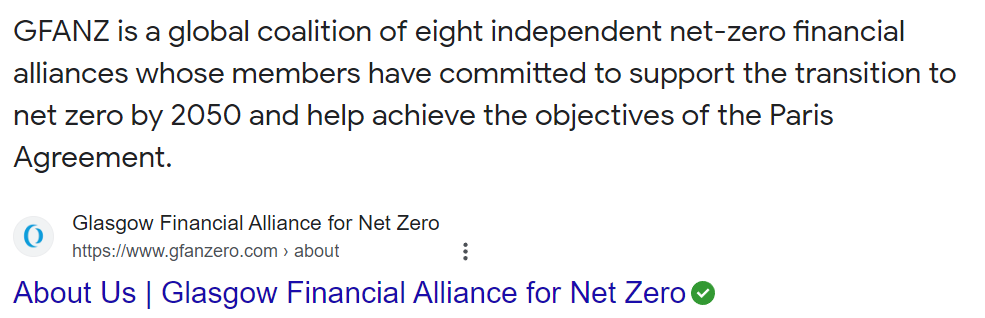 GFANZ is a global coalition of eight independent net-zero financial
alliances whose members have committed to support the transition to
net zero by 2050 and help achieve the objectives of the Paris
Agreement.
Glasgow Financial Alliance for Net Zero
https://www.gfanzero.com › about
About Us | Glasgow Financial Alliance for Net Zero